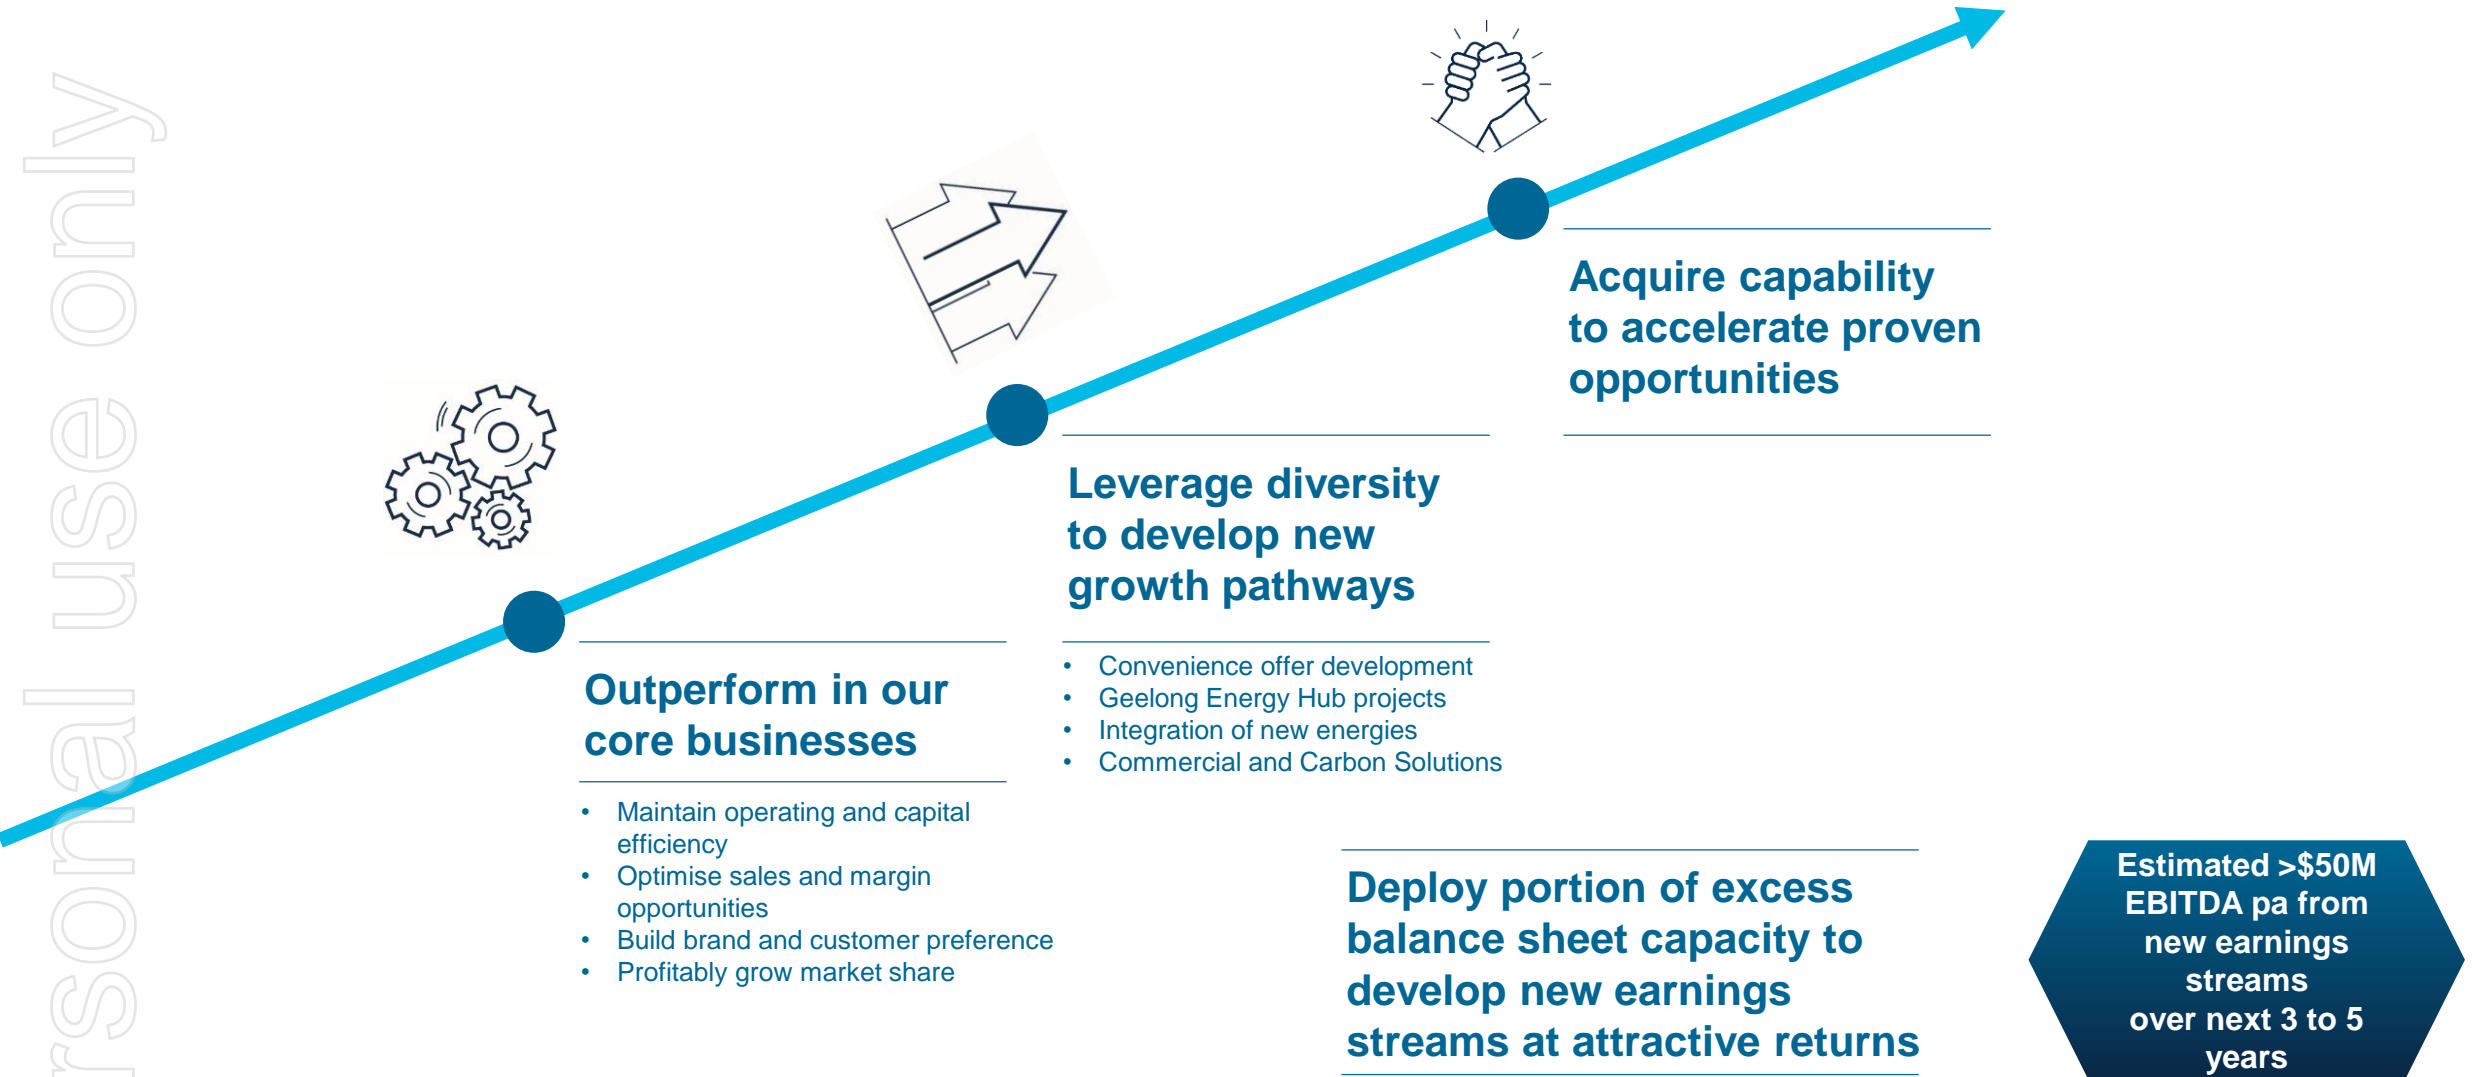 rsonal use only
Acquire capability
to accelerate proven
opportunities
Leverage diversity
to develop new
growth pathways
• Convenience offer development
• Geelong Energy Hub projects
• Integration of new energies
• Commercial and Carbon Solutions
Outperform in our
core businesses
• Maintain operating and capital
efficiency
• Optimise sales and margin
opportunities
• Build brand and customer preference
• Profitably grow market share
Deploy portion of excess
balance sheet capacity to
develop new earnings
streams at attractive returns
Estimated >$50M
EBITDA pa from
new earnings
streams
over next 3 to 5
years